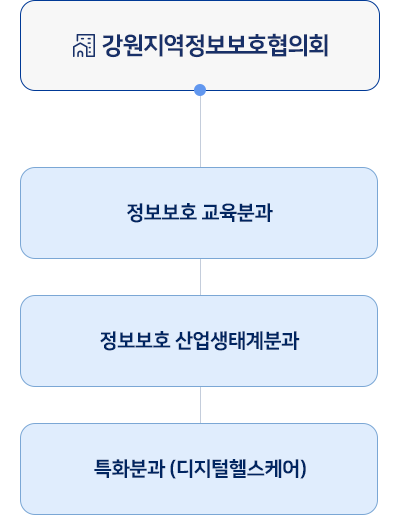 강원지역정보보호협의회
정보보호 교육분과
정보보호 산업생태계분과
특화분과 (디지털헬스케어)